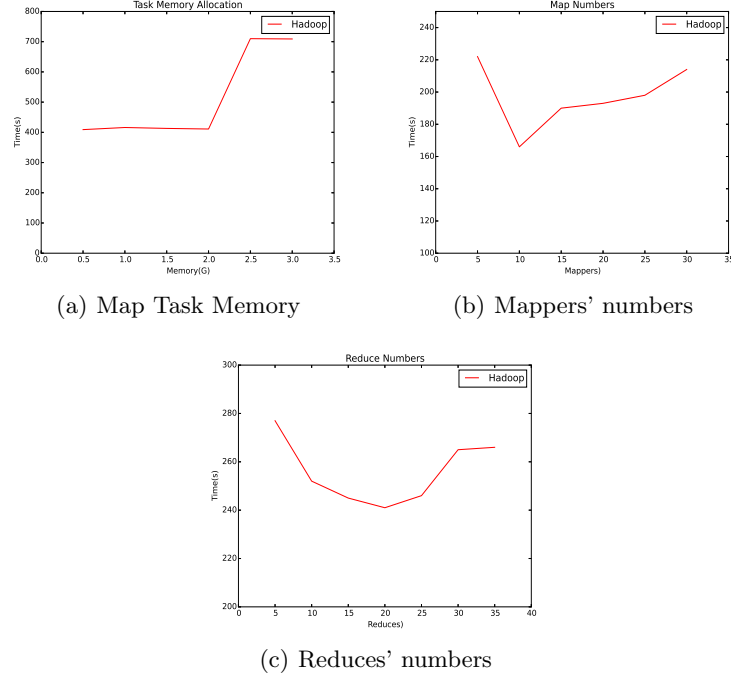 Task Memory Allocation
Hadoop
800
700
600
500
400
300
200
100
0
Time(s)
0.0 0.5 1.0 1.5 2.0 2.5 3.0 3.5
Memory(G)
(a) Map Task Memory
Map Numbers
Hadoop
240
220
200
180
160
140
120
100
Time(s)
0 5 10 15 20 25 30 35
Mappers)
(b) Mappers' numbers
Reduce Numbers
Hadoop
300
280
260
240
220
200
Time(s)
0 5 10 15 20 25 30 35 40
Reduces)
(c) Reduces' numbers